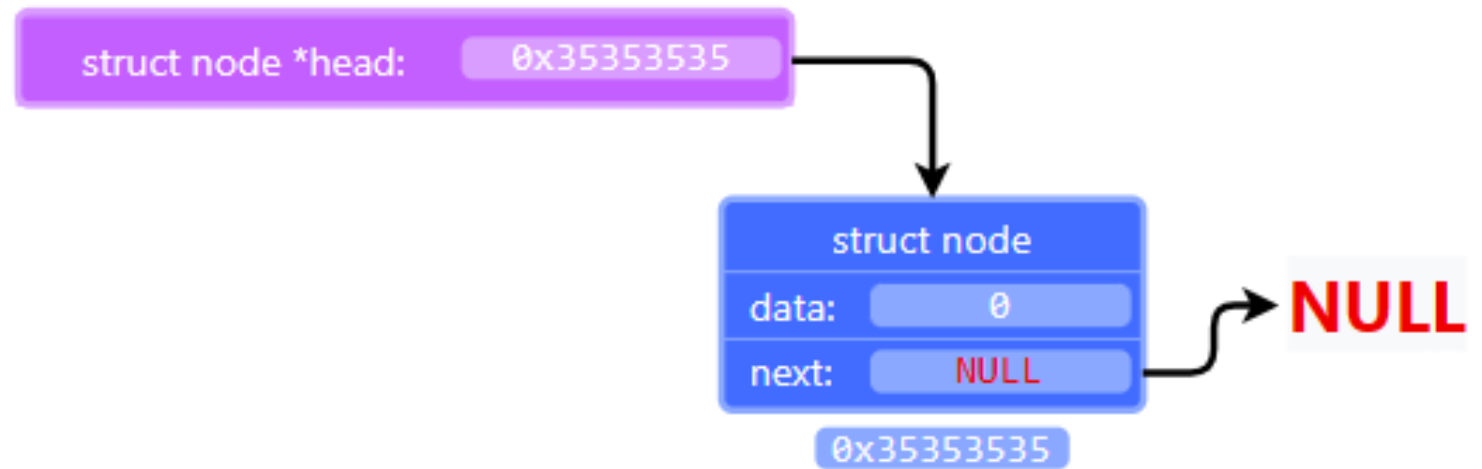 struct node *head: 0x35353535
struct node
data: 0
next: NULL
NULL
0x35353535